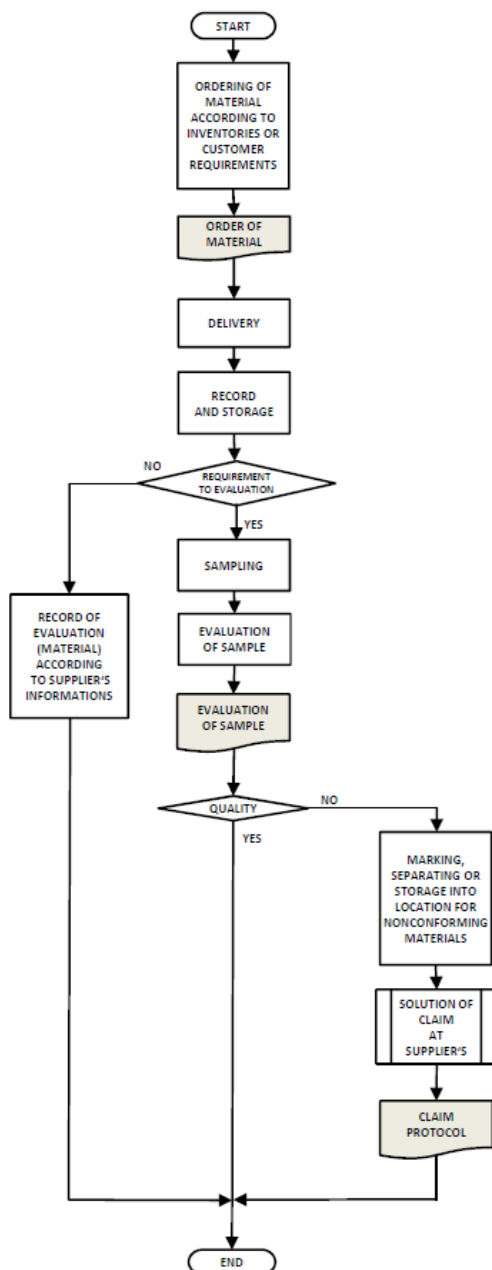 START
ORDERING OF
MATERIAL
ACCORDING TO
INVENTORIES OR
CUSTOMER
REQUIREMENTS
ORDER OF
MATERIAL
DELIVERY
RECORD
AND STORAGE
NO
REQUIREMENT
TO EVALUATION
YES
SAMPLING
RECORD OF
EVALUATION
(MATERIAL)
ACCORDING
TO SUPPLIER'S
INFORMATIONS
EVALUATION
OF SAMPLE
EVALUATION
OF SAMPLE
QUALITY
NO
YES
MARKING,
SEPARATING OR
STORAGE INTO
LOCATION FOR
NONCONFORMING
MATERIALS
SOLUTION OF
CLAIM
AT
SUPPLIER'S
CLAIM
PROTOCOL
END